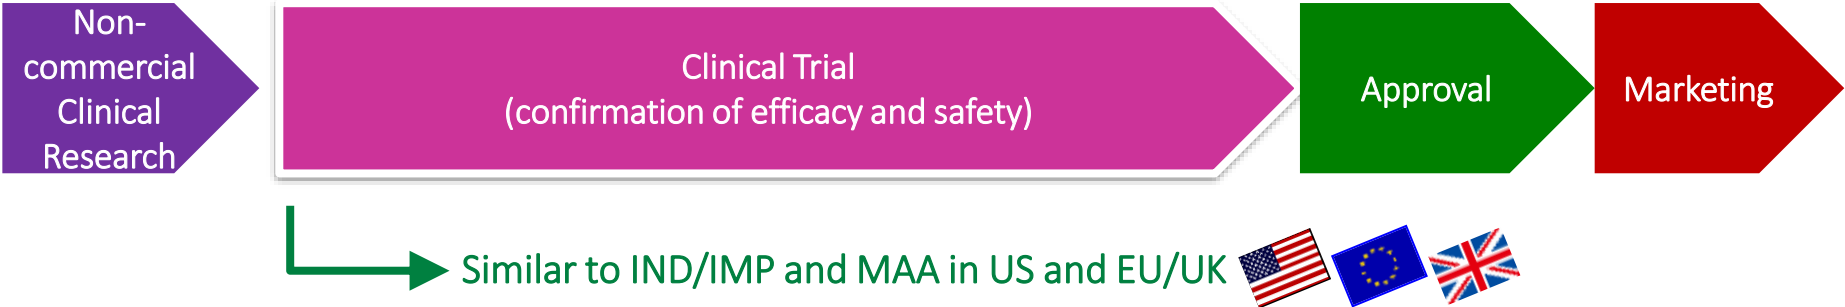 Non-
commercial
Clinical
Research
Clinical Trial
(confirmation of efficacy and safety)
Approval
Marketing
Similar to IND/IMP and MAA in US and EU/UK